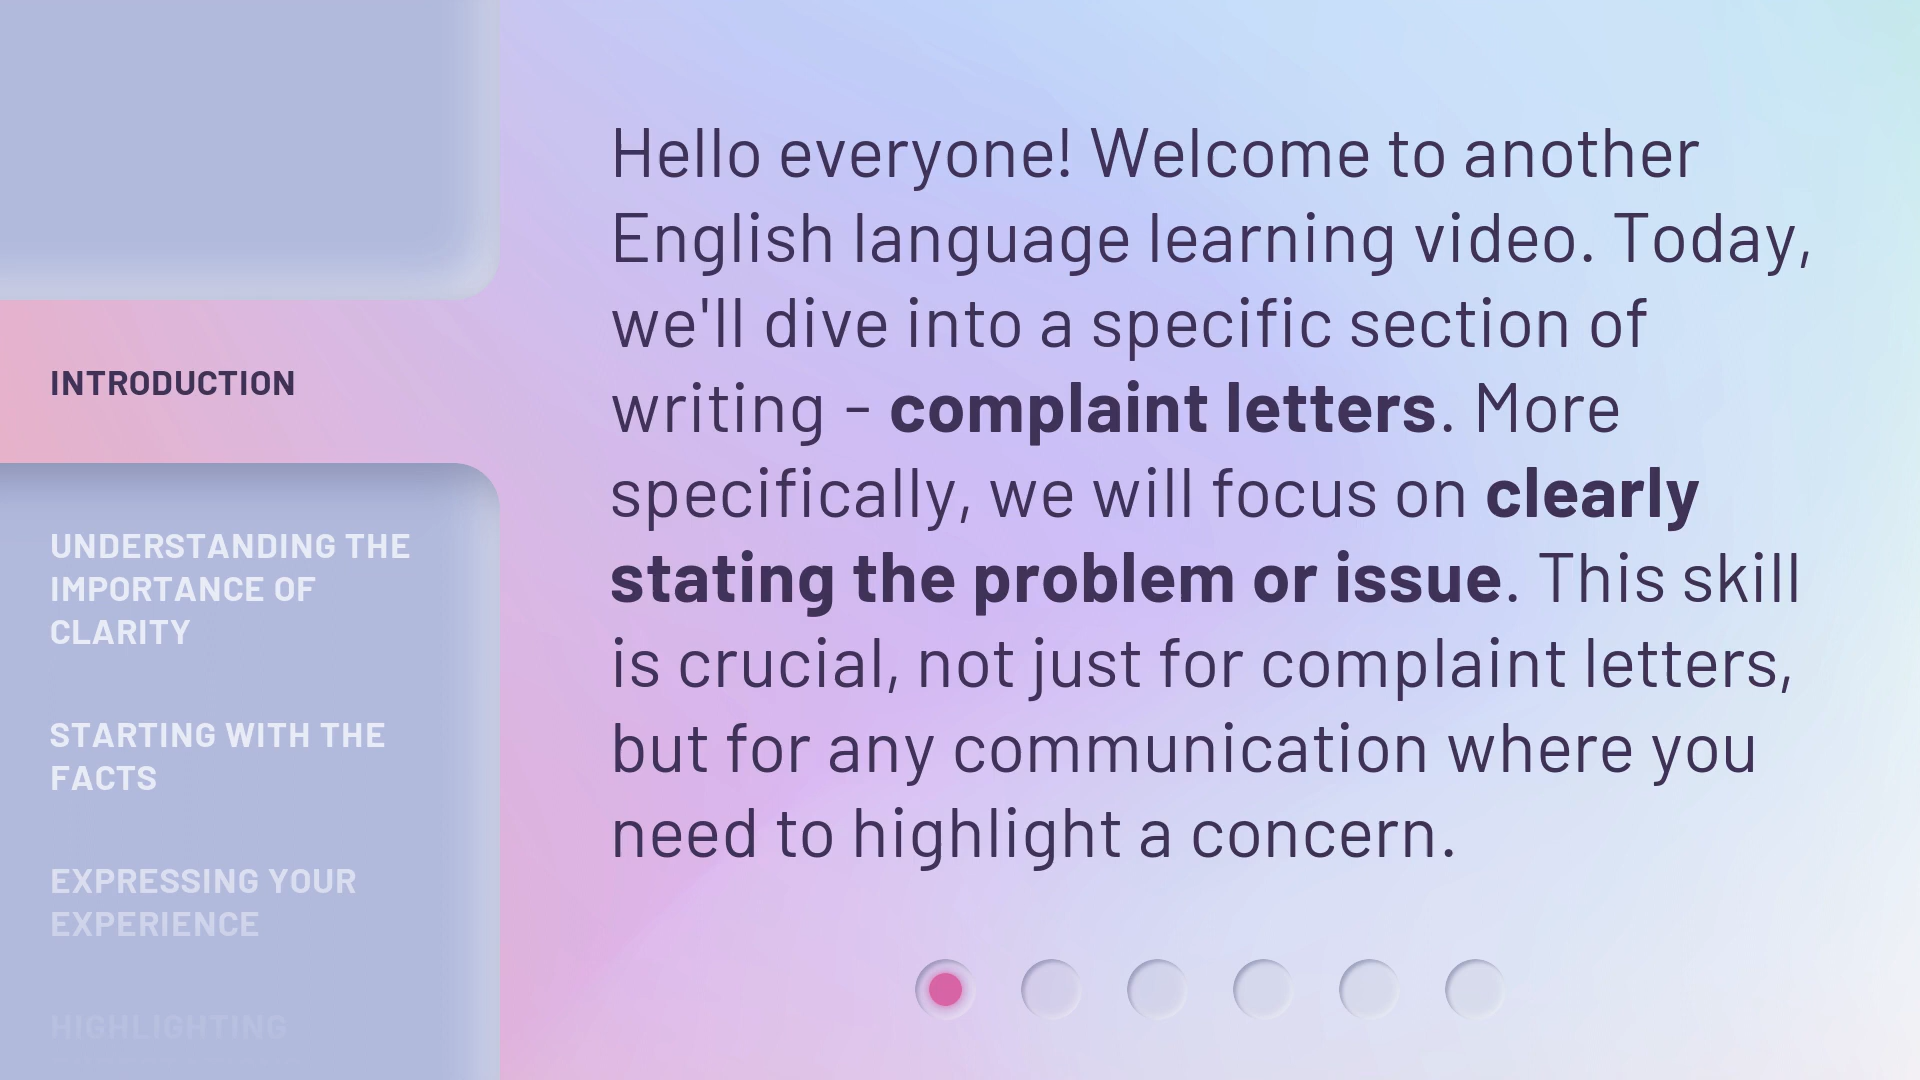 INTRODUCTION
UNDERSTANDING THE
IMPORTANCE OF
CLARITY
STARTING WITH THE
FACTS
EXPRESSING YOUR
EXPERIENCE
HIGHLIGHTING
Hello everyone! Welcome to another
English language learning video. Today,
we'll dive into a specific section of
writing - complaint letters. More
specifically, we will focus on clearly
stating the problem or issue. This skill
is crucial, not just for complaint letters,
but for any communication where you
need to highlight a concern.